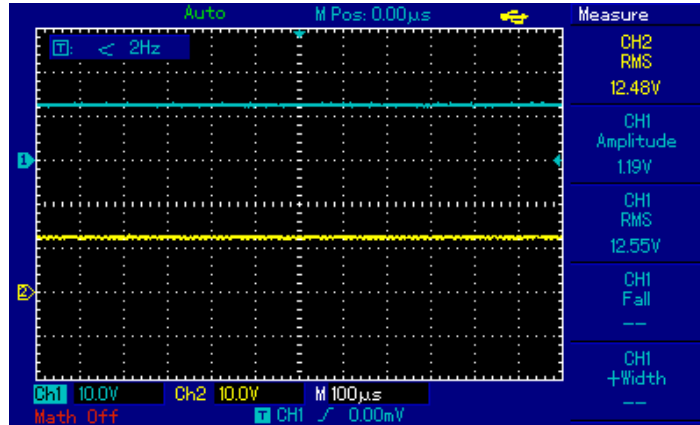 Auto M Pos: 0.00μs Measure
T: < 2Hz
CH2
RMS
12.48V
CH1
Amplitude
1.19V
1
CH1
RMS
12.55V
2
CH1
Fall
--
CH1
+Width
--
Ch1 10.0V Ch2 10.0V M 100μs
Math Off T CH1 0.00mV